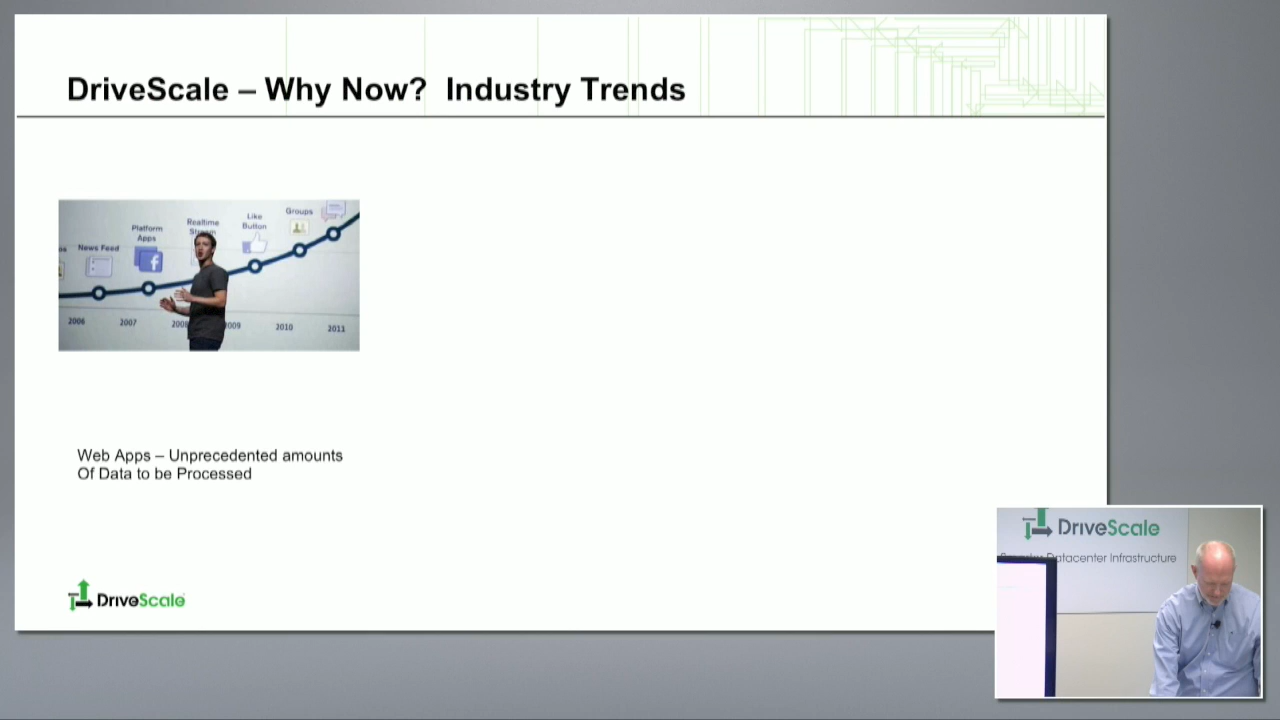 DriveScale – Why Now? Industry Trends
News Feed
Platform
Apps
Realtime
Like
Button
Groups
2006
2007
2010
2011
Web Apps – Unprecedented amounts
Of Data to be Processed
DriveScale
DriveScale
Datacenter Infrastructure